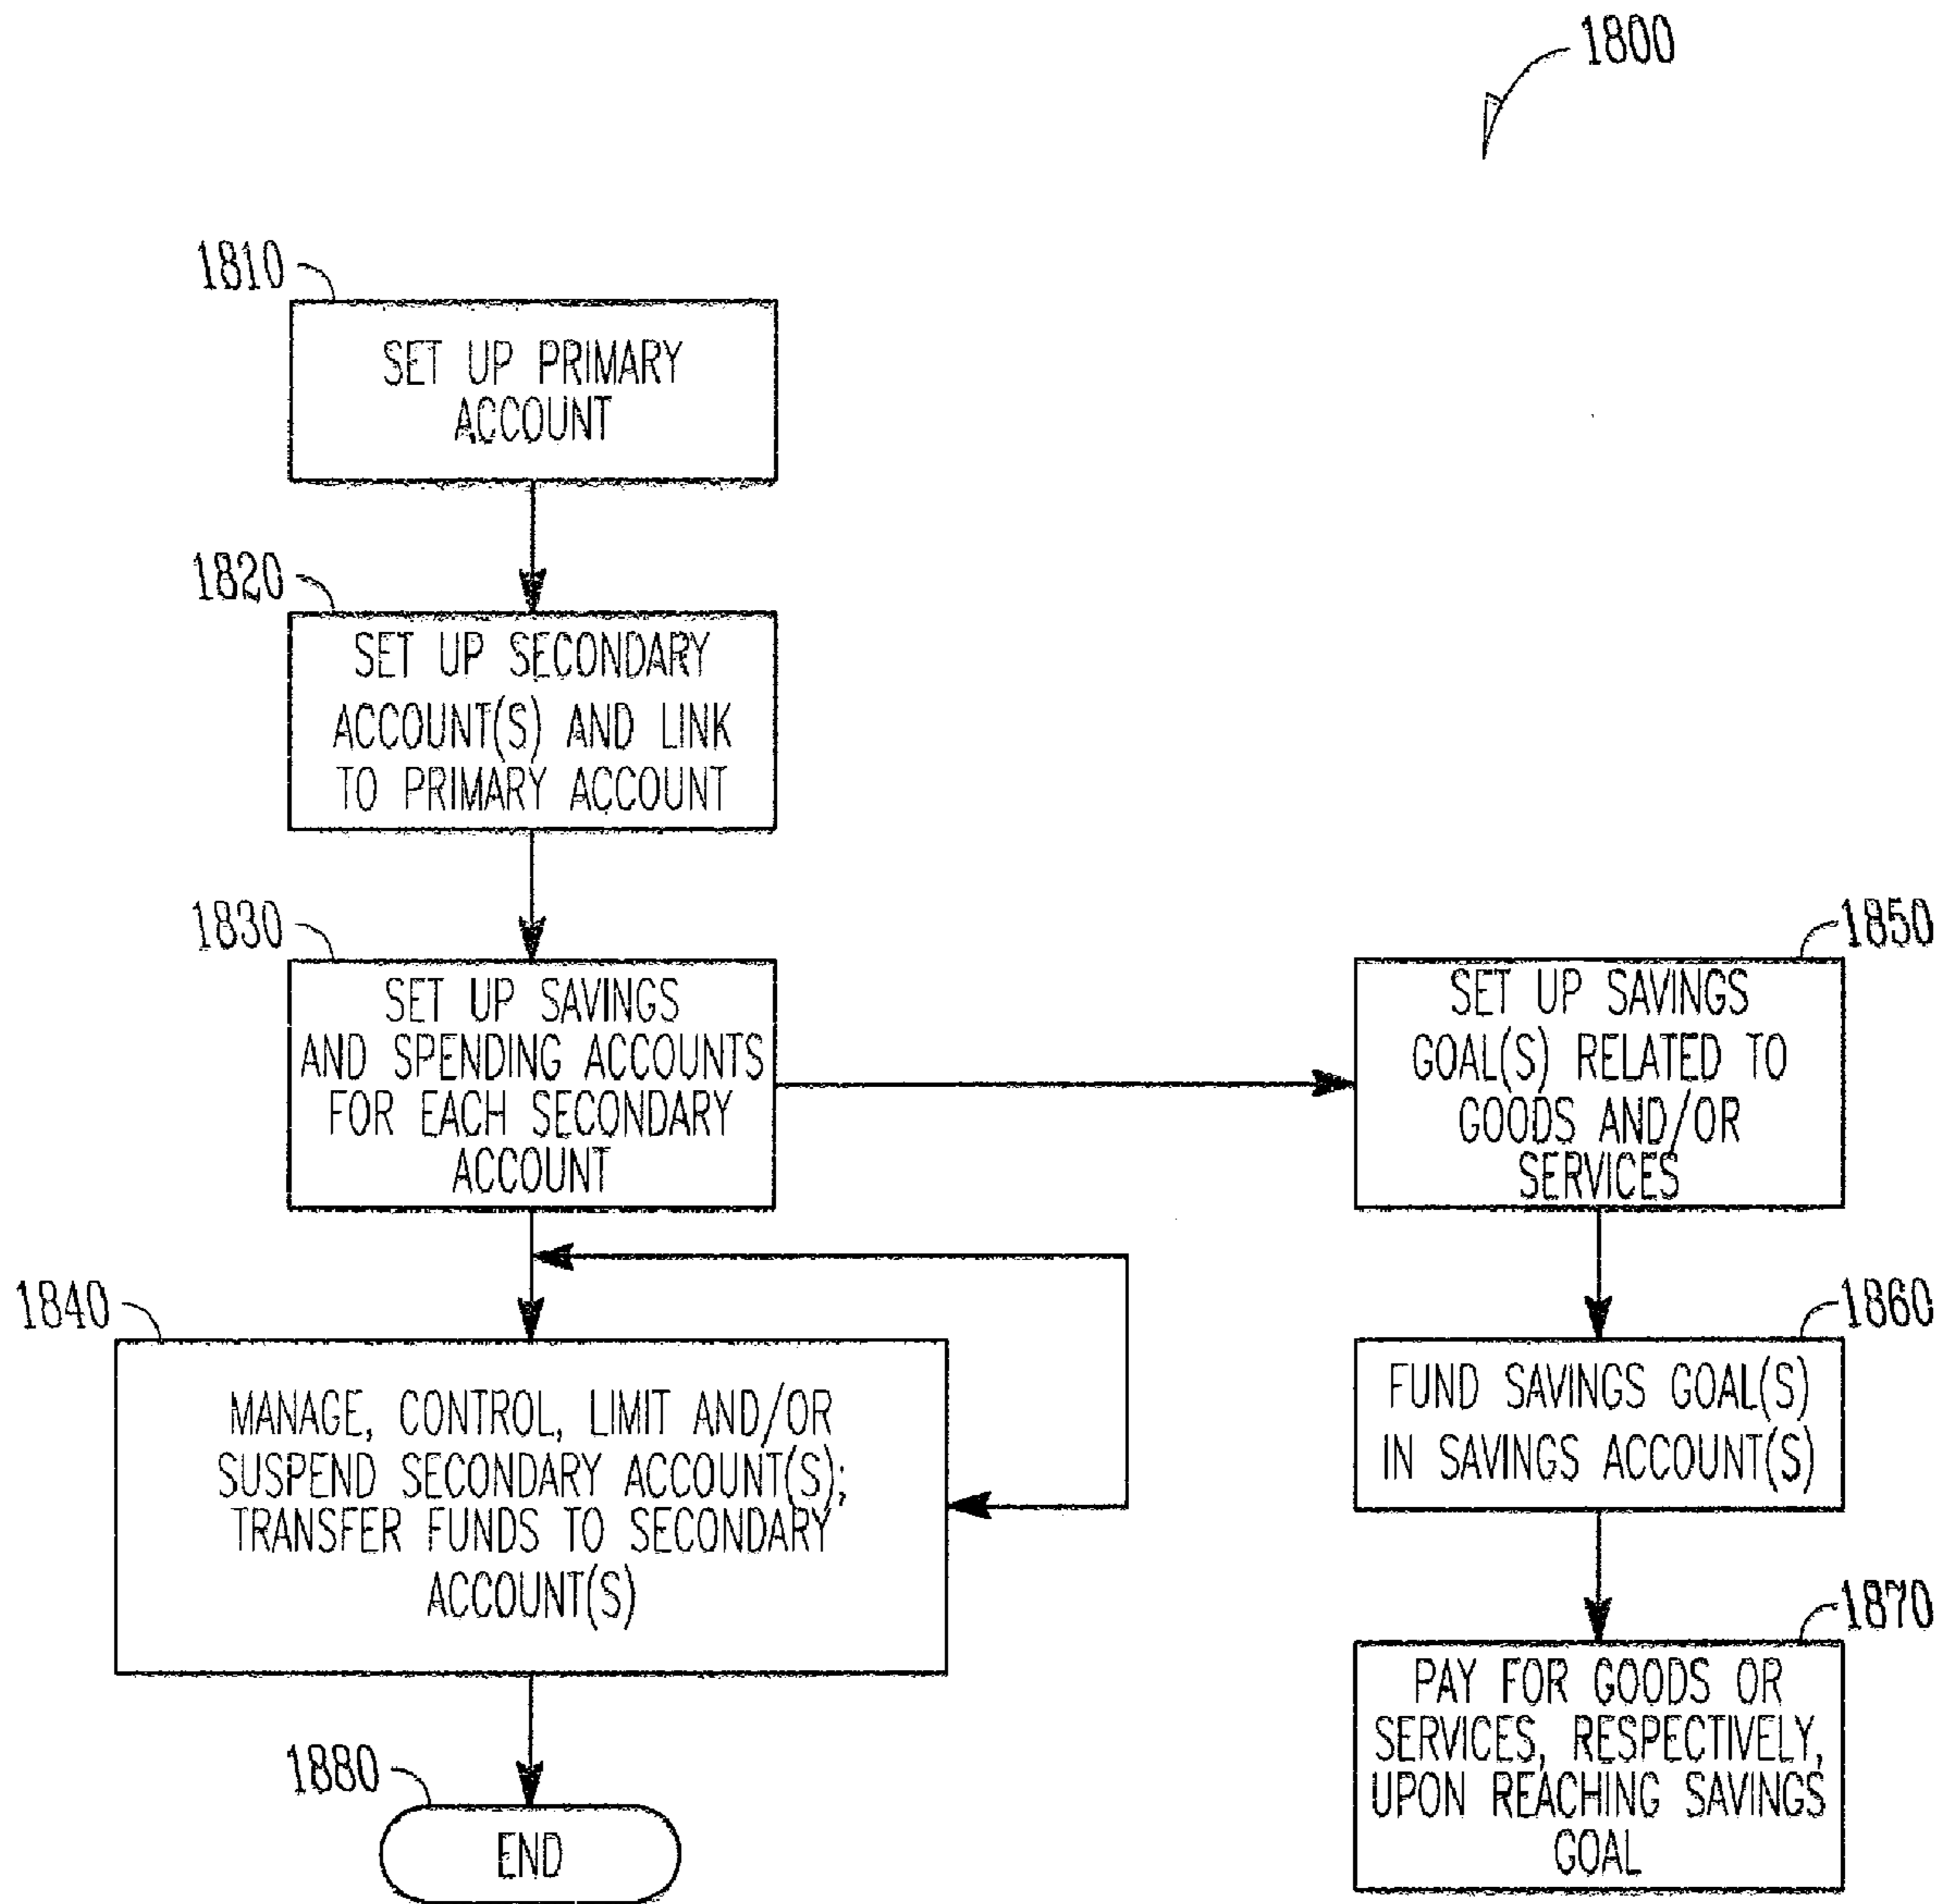 1800
1810
SET UP PRIMARY
ACCOUNT
1820
SET UP SECONDARY
ACCOUNT(S) AND LINK
TO PRIMARY ACCOUNT
1830
SET UP SAVINGS
AND SPENDING ACCOUNTS
FOR EACH SECONDARY
ACCOUNT
1840
MANAGE, CONTROL, LIMIT AND/OR
SUSPEND SECONDARY ACCOUNT(S);
TRANSFER FUNDS TO SECONDARY
ACCOUNT(S)
1880
END
1850
SET UP SAVINGS
GOAL(S) RELATED TO
GOODS AND/OR
SERVICES
1860
FUND SAVINGS GOAL(S)
IN SAVINGS ACCOUNT(S)
1870
PAY FOR GOODS OR
SERVICES, RESPECTIVELY,
UPON REACHING SAVINGS
GOAL